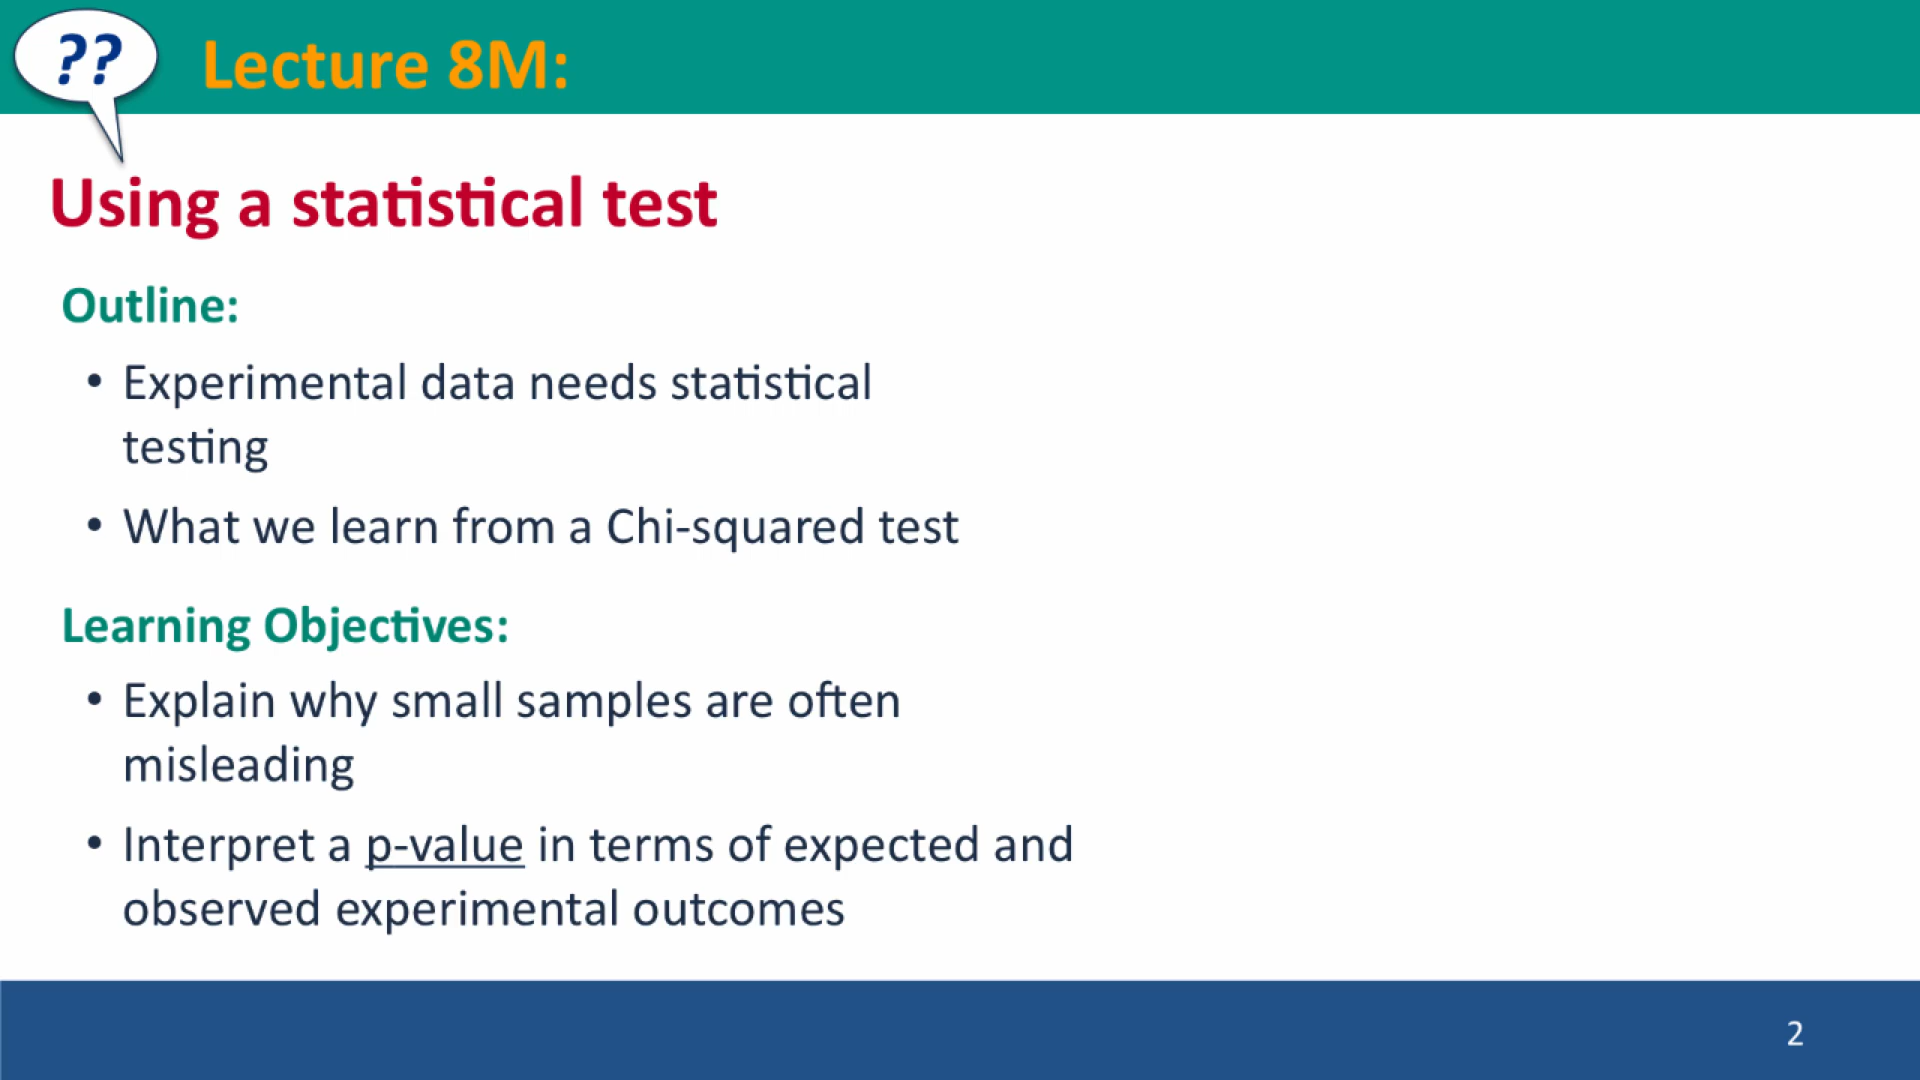 ??
Lecture 8M:
Using a statistical test
Outline:
• Experimental data needs statistical
testing
• What we learn from a Chi-squared test
Learning Objectives:
• Explain why small samples are often
misleading
• Interpret a p-value in terms of expected and
observed experimental outcomes
2